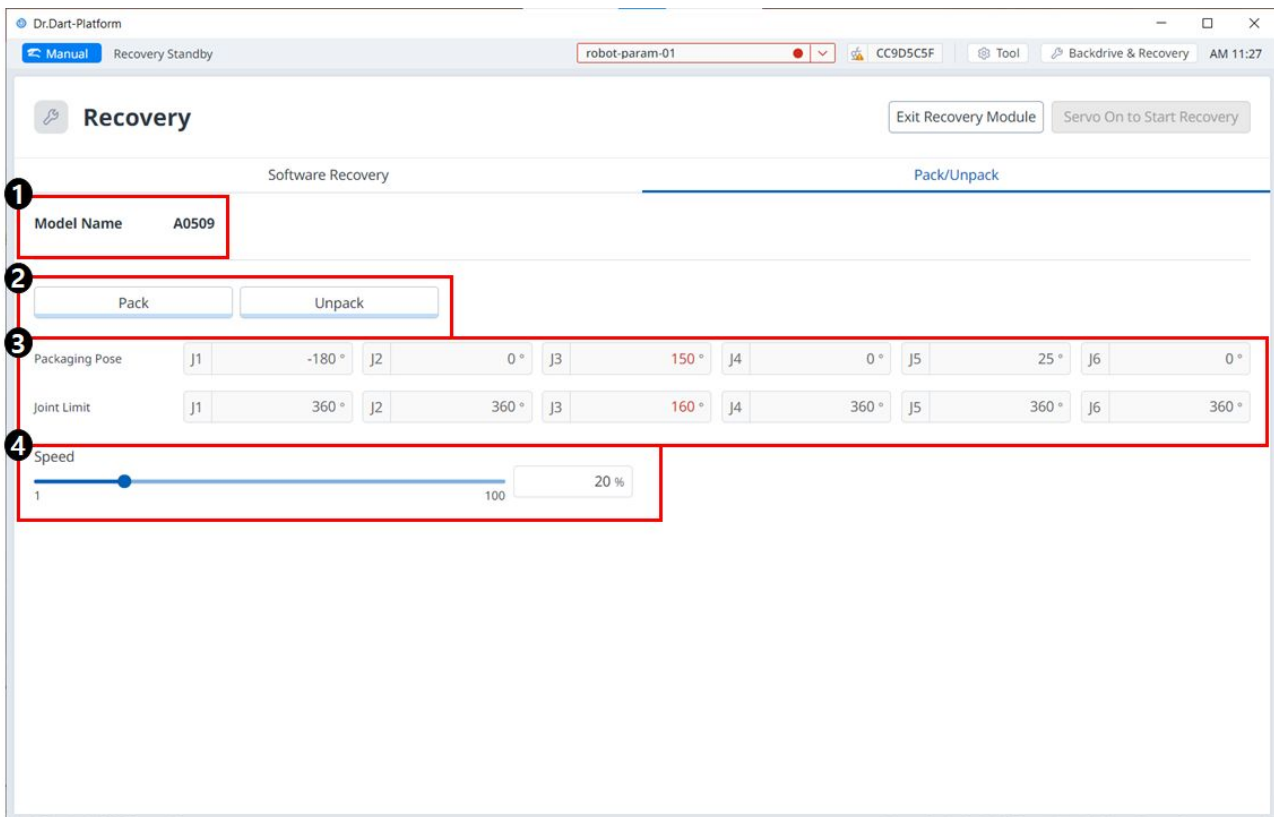 Dr.Dart-Platform
Manual Recovery Standby robot-param-01 CC9D5C5F Tool Backdrive & Recovery AM 11:27
Recovery Exit Recovery Module Servo On to Start Recovery
Software Recovery Pack/Unpack
1
Model Name A0509
2
Pack Unpack
3
Packaging Pose J1 -180 ° J2 0 ° J3 150 ° J4 0 ° J5 25 ° J6 0 °
Joint Limit J1 360 ° J2 360 ° J3 160 ° J4 360 ° J5 360 ° J6 360 °
4
Speed
20 %
1 100